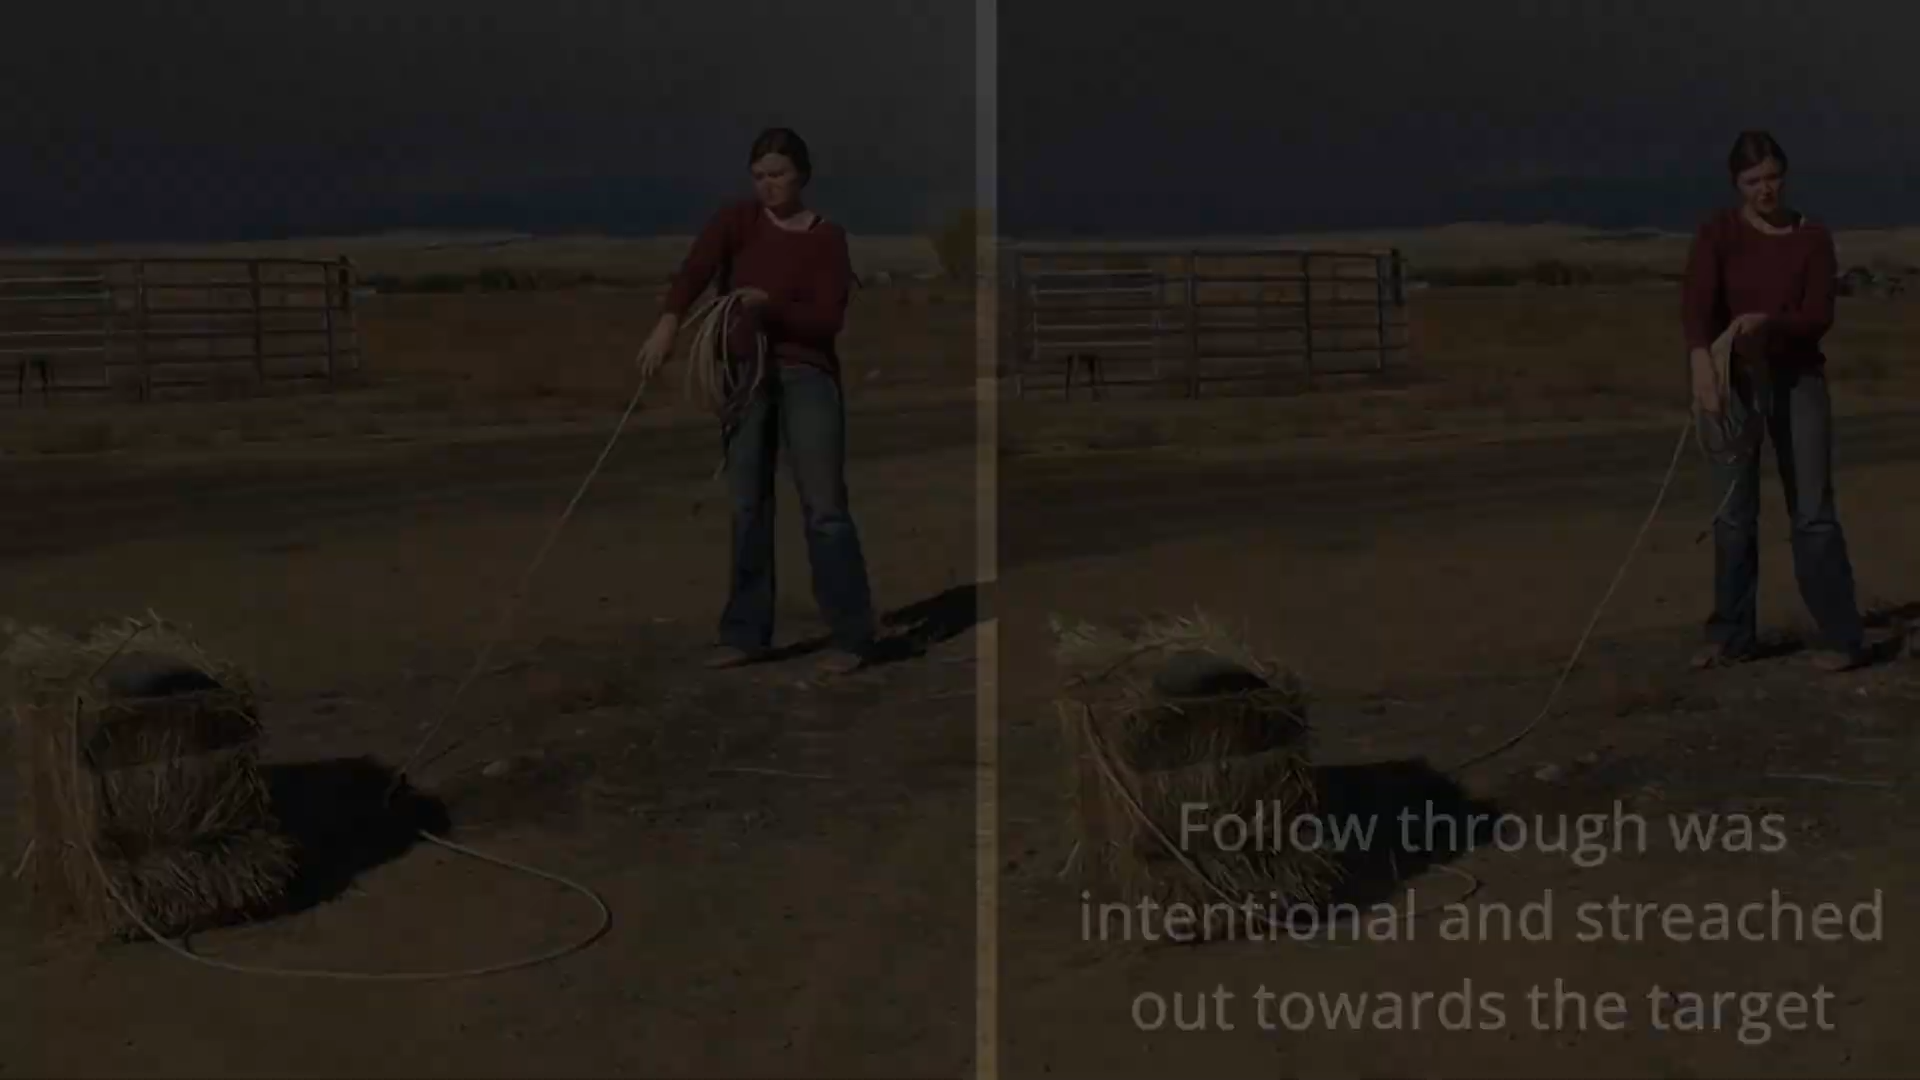 Follow through was
intentional and streached
out towards the target